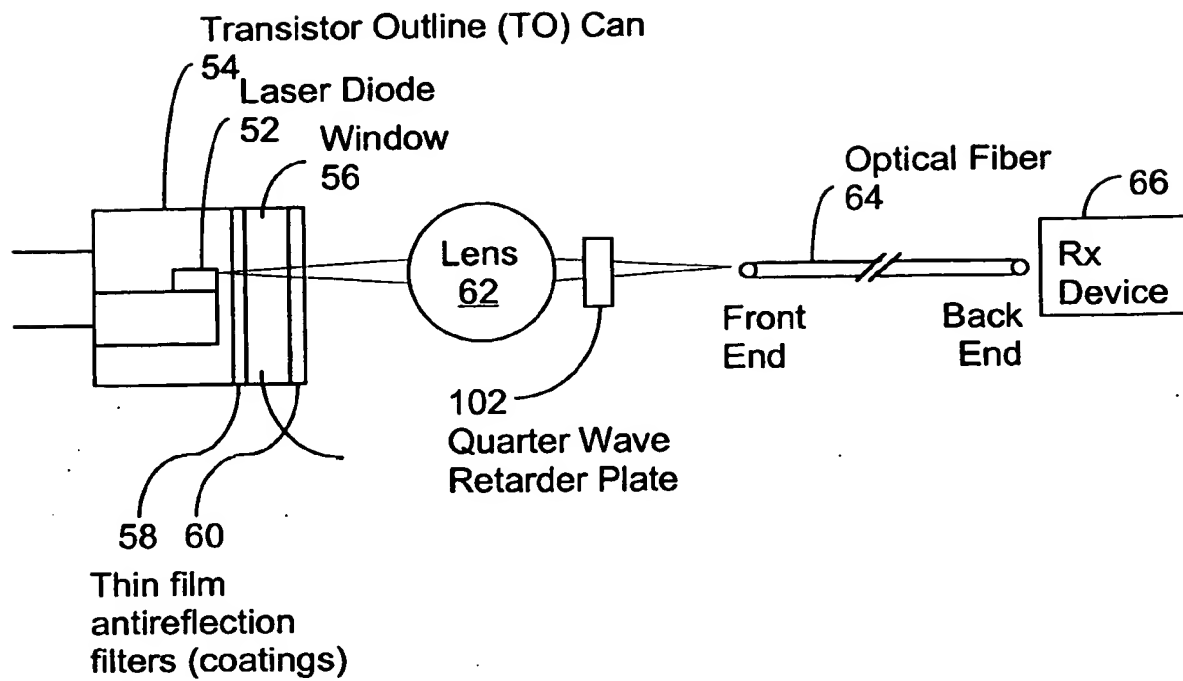 Transistor Outline (TO) Can
54
Laser Diode
52
Window
56
Optical Fiber
64
66
Lens
62
Rx
Device
Front
End
Back
End
102
Quarter Wave
Retarder Plate
58 60
Thin film
antireflection
filters (coatings)